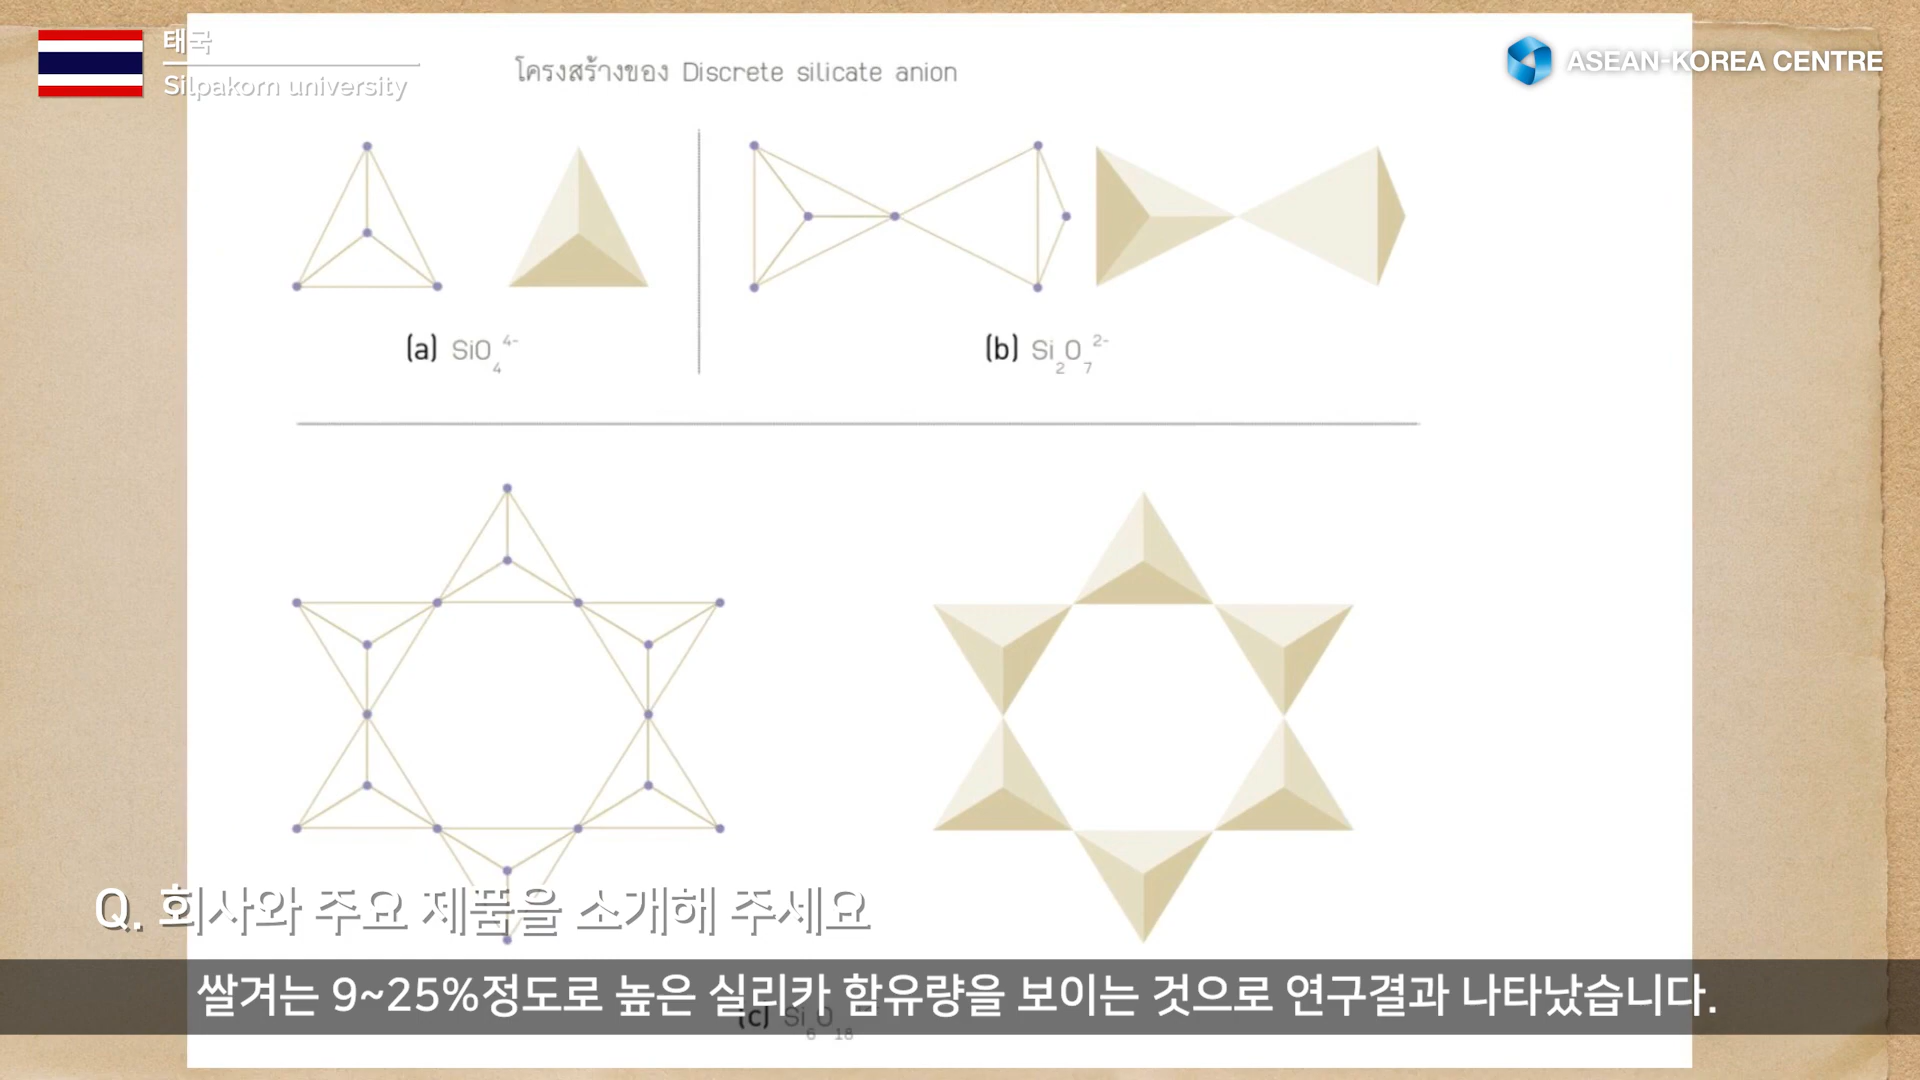 태국
Silpakorn university
โครงสร้างของ Discrete silicate anion
ASEAN-KOREA CENTRE
(a) SiO4 4-
(b) Si2O7 2-
Q. 회사와 주요 제품을 소개해 주세요
쌀겨는 9~25%정도로 높은 실리카 함유량을 보이는 것으로 연구결과 나타났습니다.
(c) Si6O18